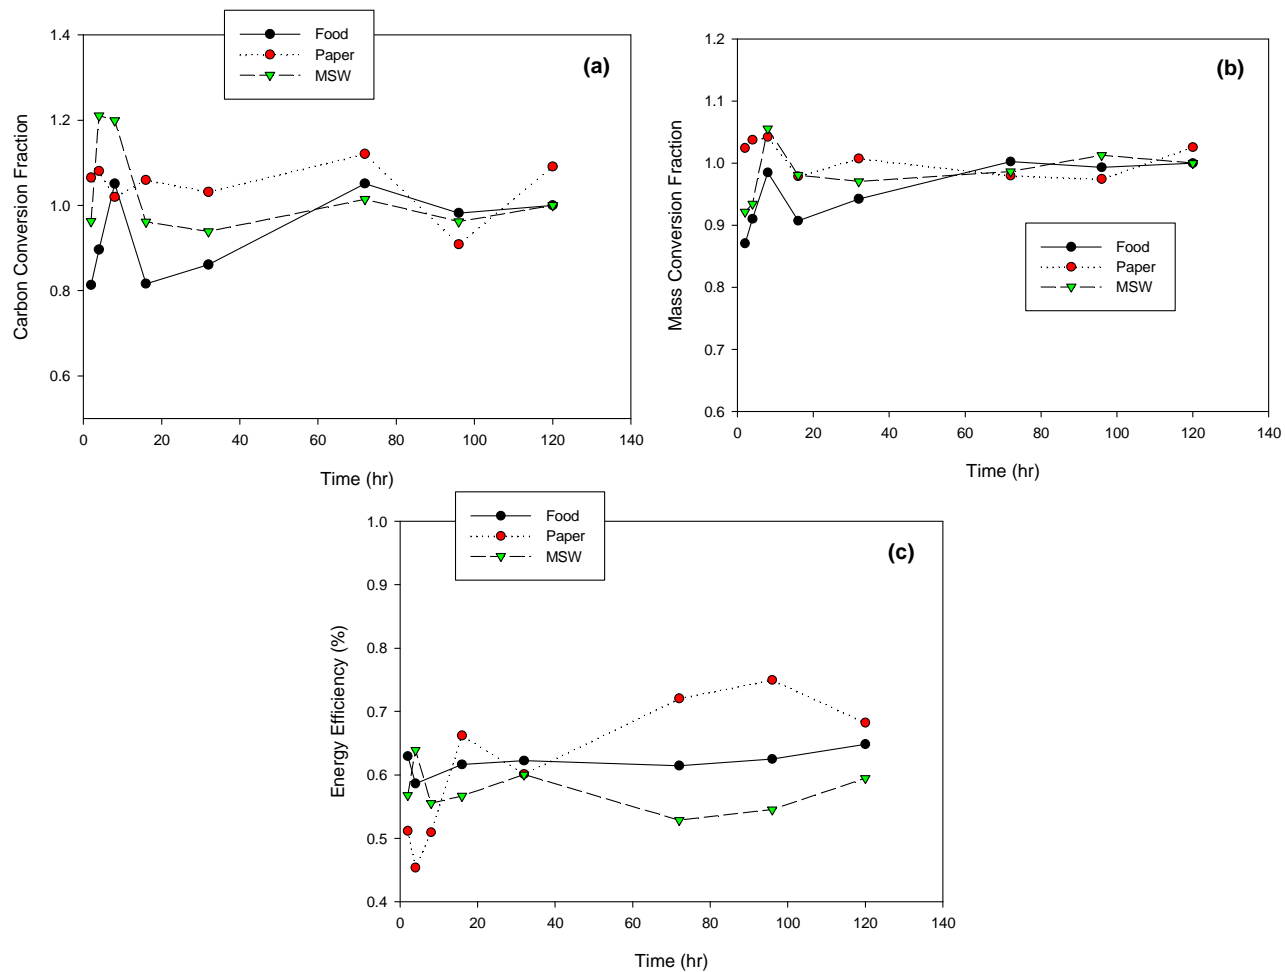 Food
Paper
MSW
(a)
Carbon Conversion Fraction
1.4
1.2
1.0
0.8
0.6
0 20 40 60 80 100 120 140
Time (hr)
(b)
Mass Conversion Fraction
1.2
1.1
1.0
0.9
0.8
0.7
0.6
Food
Paper
MSW
0 20 40 60 80 100 120 140
Time (hr)
Food
Paper
MSW
(c)
Energy Efficiency (%)
1.0
0.9
0.8
0.7
0.6
0.5
0.4
0 20 40 60 80 100 120 140
Time (hr)